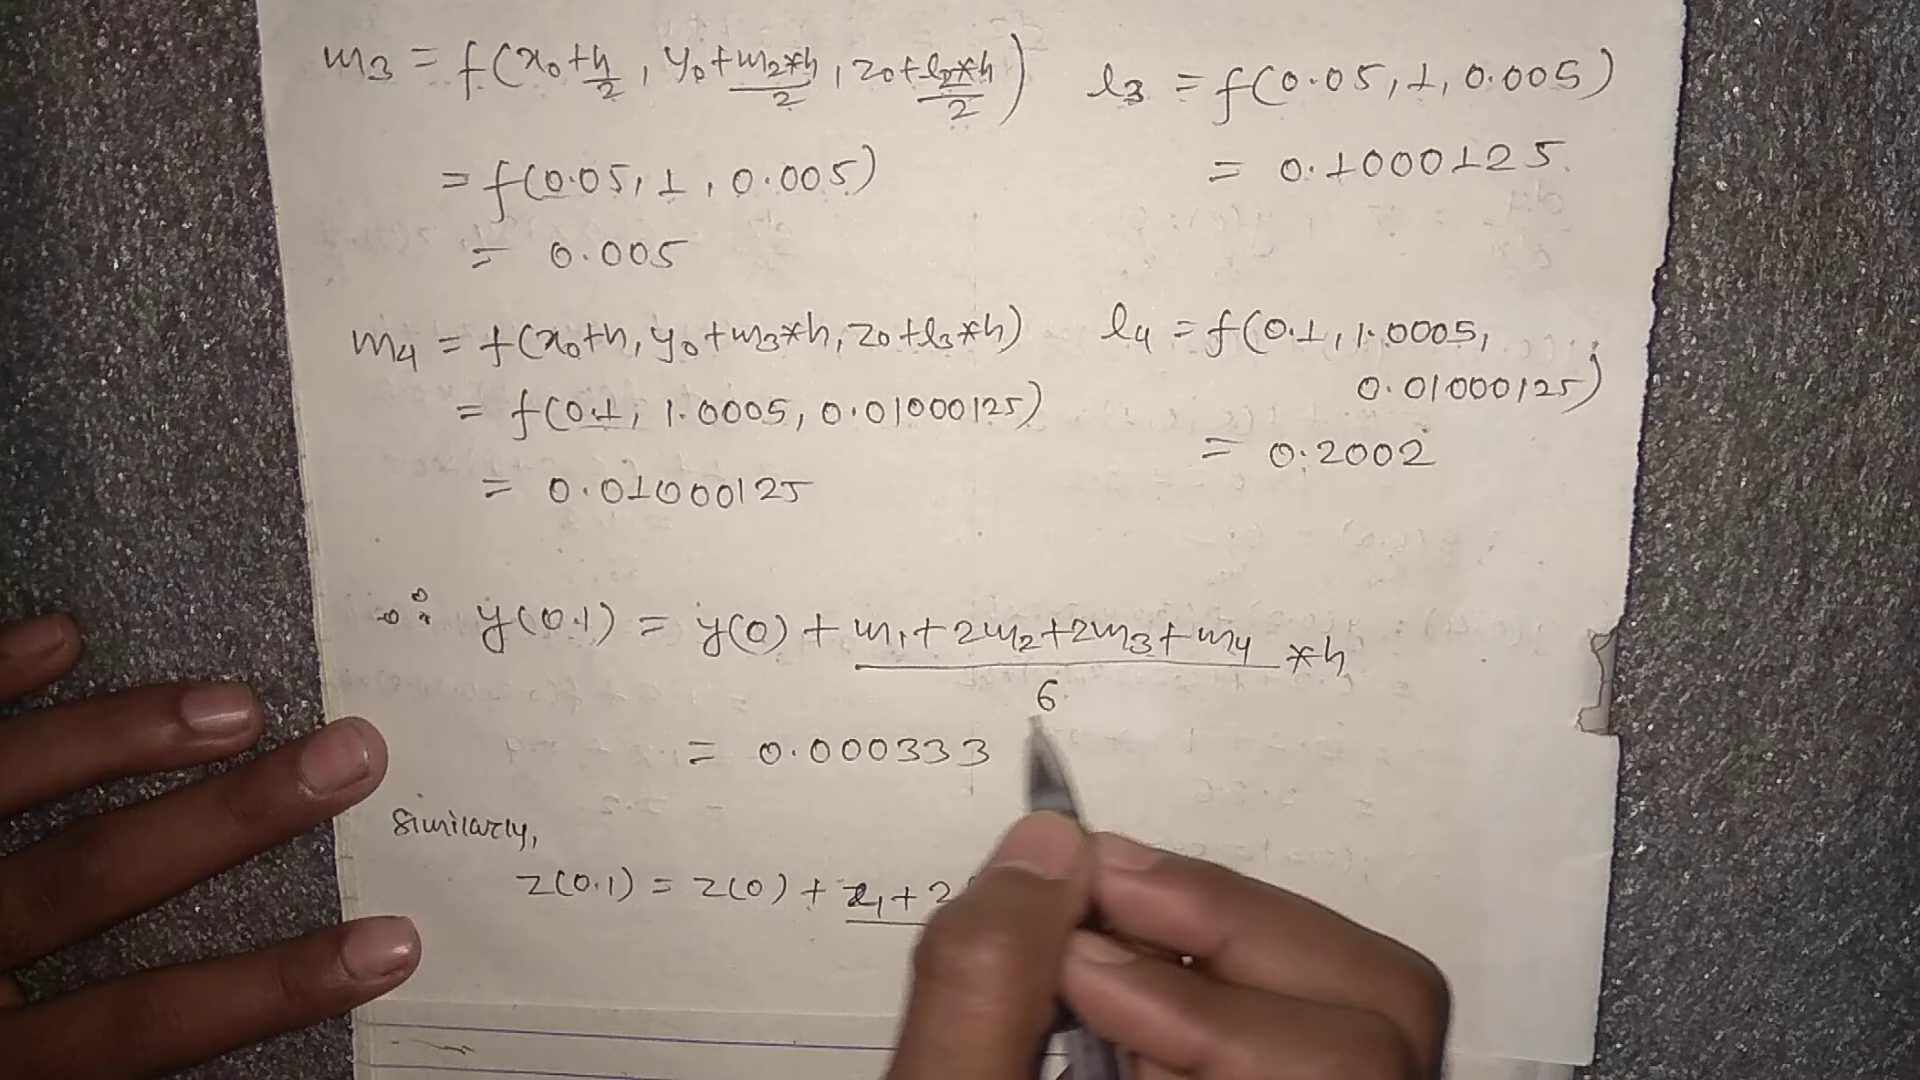 m3 = f(x0+h/2, y0+m2*h/2, z0+l2*h/2)
= f(0.05, 1, 0.005)
= 0.005
l3 = f(0.05, 1, 0.005)
= 0.1000125
m4 = f(x0+h, y0+m3*h, z0+l3*h)
= f(0.1, 1.0005, 0.01000125)
= 0.01000125
l4 = f(0.1, 1.0005,
0.01000125)
= 0.2002
∴ y(0.1) = y(0) + m1+2m2+2m3+m4/6 *h
= 0.000333
Similarly,
z(0.1) = z(0) + l1+2